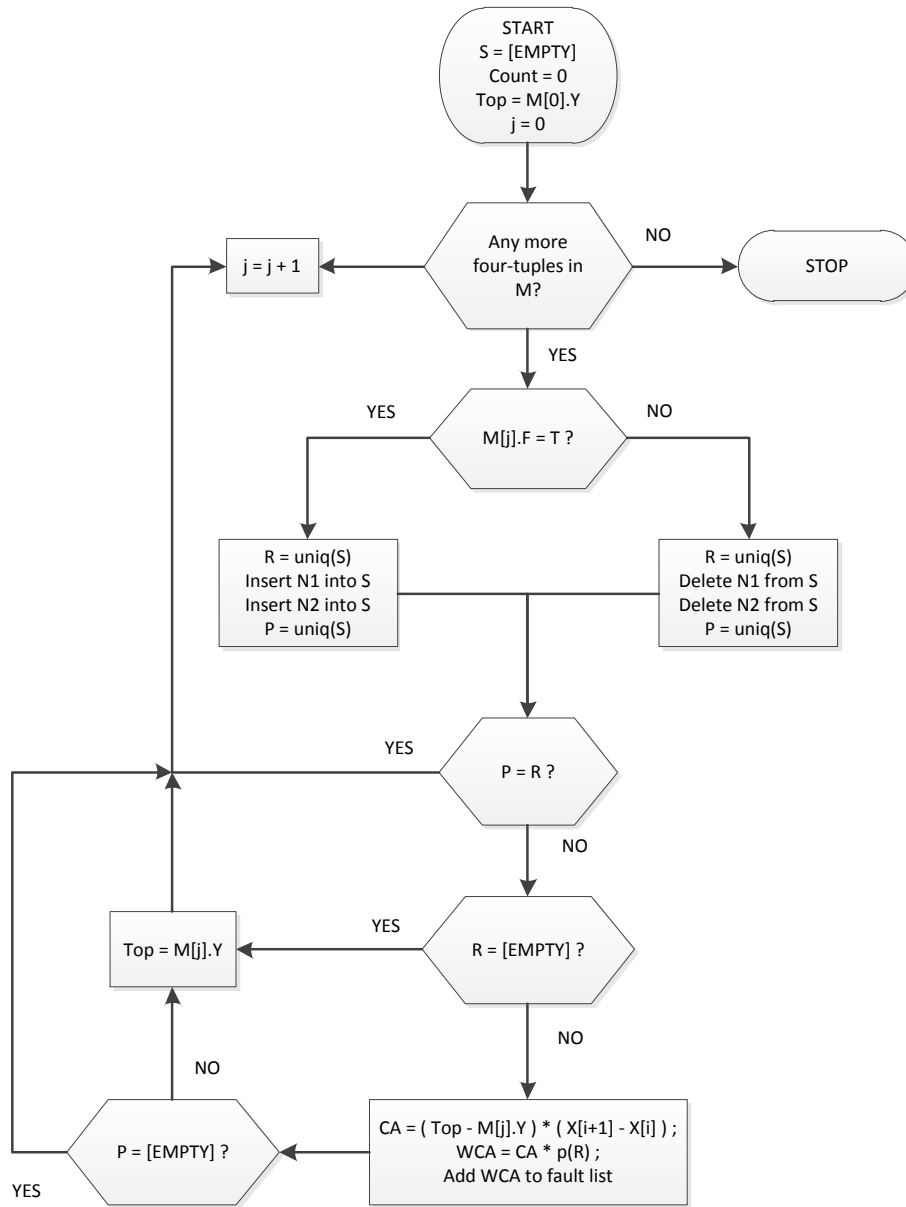 START
S = [EMPTY]
Count = 0
Top = M[0].Y
j = 0
j = j + 1
Any more
four-tuples in
M?
NO
STOP
YES
YES
M[j].F = T ?
NO
R = uniq(S)
Insert N1 into S
Insert N2 into S
P = uniq(S)
R = uniq(S)
Delete N1 from S
Delete N2 from S
P = uniq(S)
YES
P = R ?
NO
Top = M[j].Y
YES
R = [EMPTY] ?
NO
NO
P = [EMPTY] ?
YES
CA = ( Top - M[j].Y ) * ( X[i+1] - X[i] ) ;
WCA = CA * p(R) ;
Add WCA to fault list